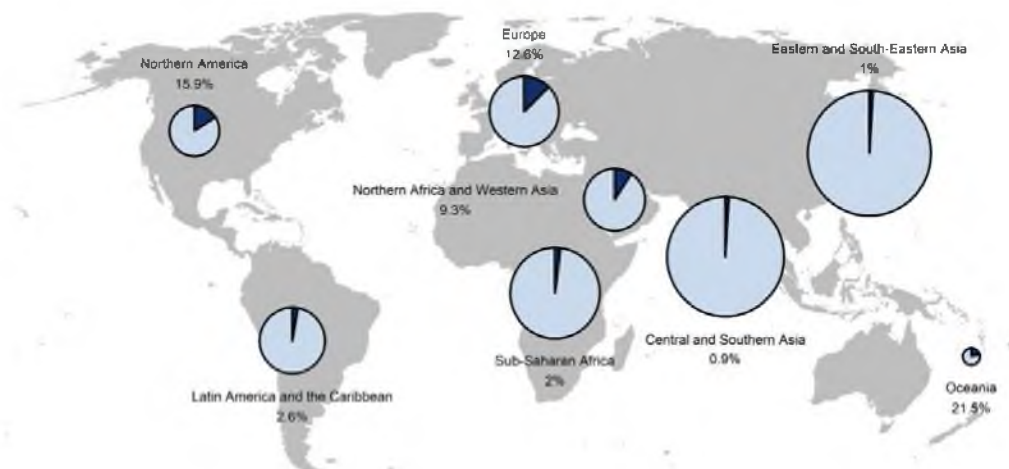 Europe
12.6%
Eastern and South-Eastern Asia
1%
Northern America
15.9%
Northern Africa and Western Asia
9.3%
Central and Southern Asia
0.9%
Sub-Saharan Africa
2%
Oceania
21.5%
Latin America and the Caribbean
2.6%